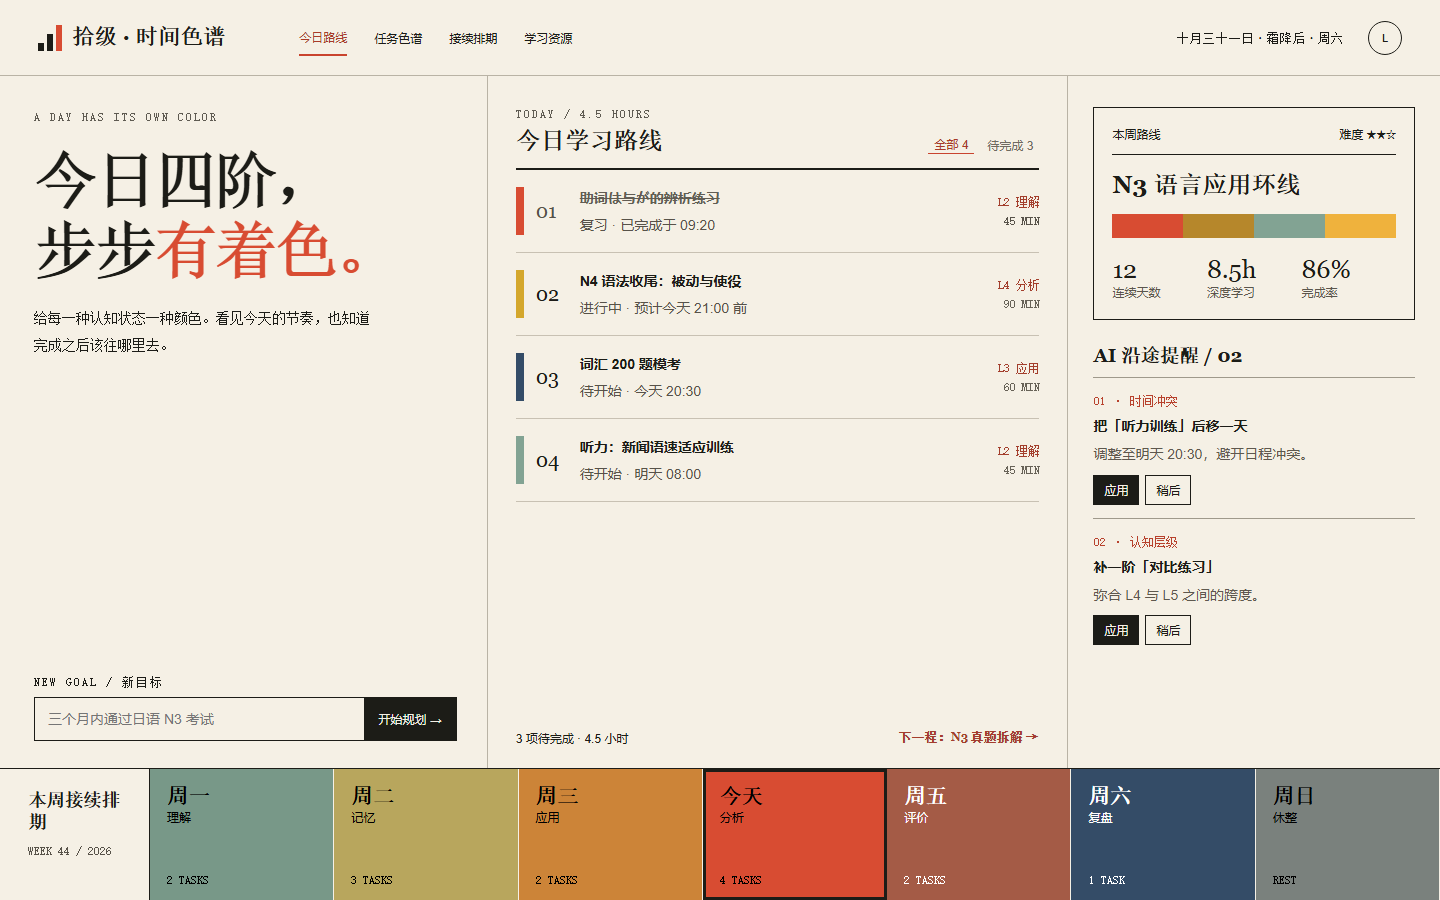 拾级·时间色谱
今日路线
任务色谱
接续排期
学习资源
十月三十一日·霜降后·周六
L
A DAY HAS ITS OWN COLOR
今日四阶，
步步有着色。
给每一种认知状态一种颜色。看见今天的节奏，也知道
完成之后该往哪里去。
NEW GOAL / 新目标
三个月内通过日语 N3 考试
开始规划 →
TODAY / 4.5 HOURS
今日学习路线
全部 4
待完成 3
01
助词は与が的辨析练习
复习 · 已完成于 09:20
L2 理解
45 MIN
02
N4 语法收尾：被动与使役
进行中 · 预计今天 21:00 前
L4 分析
90 MIN
03
词汇 200 题模考
待开始 · 今天 20:30
L3 应用
60 MIN
04
听力：新闻语速适应训练
待开始 · 明天 08:00
L2 理解
45 MIN
3 项待完成 · 4.5 小时
下一程：N3 真题拆解 →
本周路线
难度 ★★☆
N3 语言应用环线
12
连续天数
8.5h
深度学习
86%
完成率
AI 沿途提醒 / 02
01 · 时间冲突
把「听力训练」后移一天
调整至明天 20:30，避开日程冲突。
应用
稍后
02 · 认知层级
补一阶「对比练习」
弥合 L4 与 L5 之间的跨度。
应用
稍后
本周接续排
期
WEEK 44 / 2026
周一
理解
2 TASKS
周二
记忆
3 TASKS
周三
应用
2 TASKS
今天
分析
4 TASKS
周五
评价
2 TASKS
周六
复盘
1 TASK
周日
休整
REST